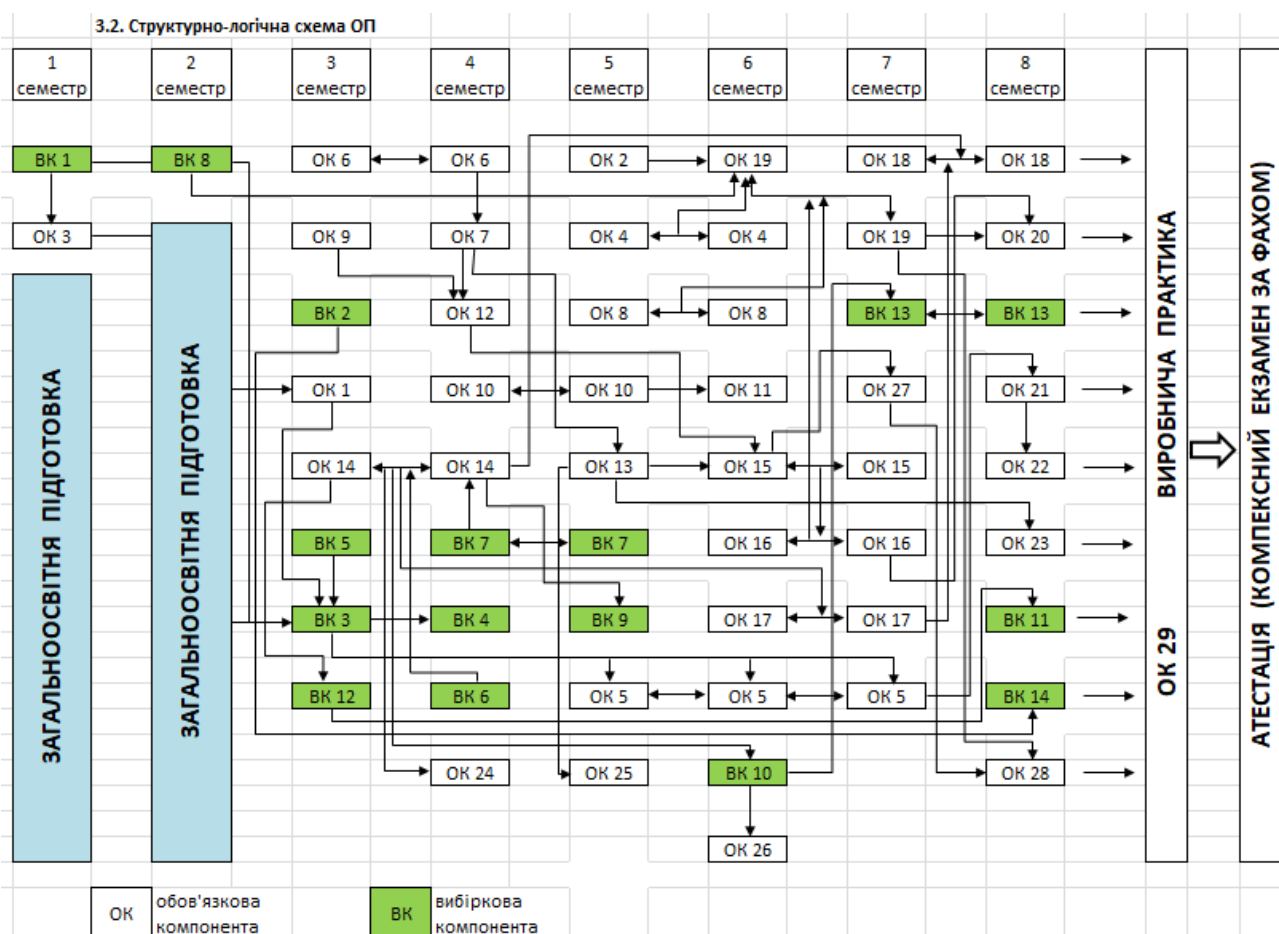 3.2. Структурно-логічна схема ОП
1 семестр
2 семестр
3 семестр
4 семестр
5 семестр
6 семестр
7 семестр
8 семестр
ВК 1
ВК 8
ОК 6
ОК 6
ОК 2
ОК 19
ОК 18
ОК 18
ОК 3
ОК 9
ОК 7
ОК 4
ОК 4
ОК 19
ОК 20
ВК 2
ОК 12
ОК 8
ОК 8
ВК 13
ВК 13
ОК 1
ОК 10
ОК 10
ОК 11
ОК 27
ОК 21
ОК 14
ОК 14
ОК 13
ОК 15
ОК 15
ОК 22
ВК 5
ВК 7
ВК 7
ОК 16
ОК 16
ОК 23
ВК 3
ВК 4
ВК 9
ОК 17
ОК 17
ВК 11
ВК 12
ВК 6
ОК 5
ОК 5
ОК 5
ВК 14
ОК 24
ОК 25
ВК 10
ОК 28
ОК 26
ЗАГАЛЬНООСВІТНЯ ПІДГОТОВКА
ЗАГАЛЬНООСВІТНЯ ПІДГОТОВКА
ОК 29 ВИРОБНИЧА ПРАКТИКА
АТЕСТАЦІЯ (КОМПЕКСНИЙ ЕКЗАМЕН ЗА ФАХОМ)
ОК
обов'язкова
компонента
ВК
вибіркова
компонента